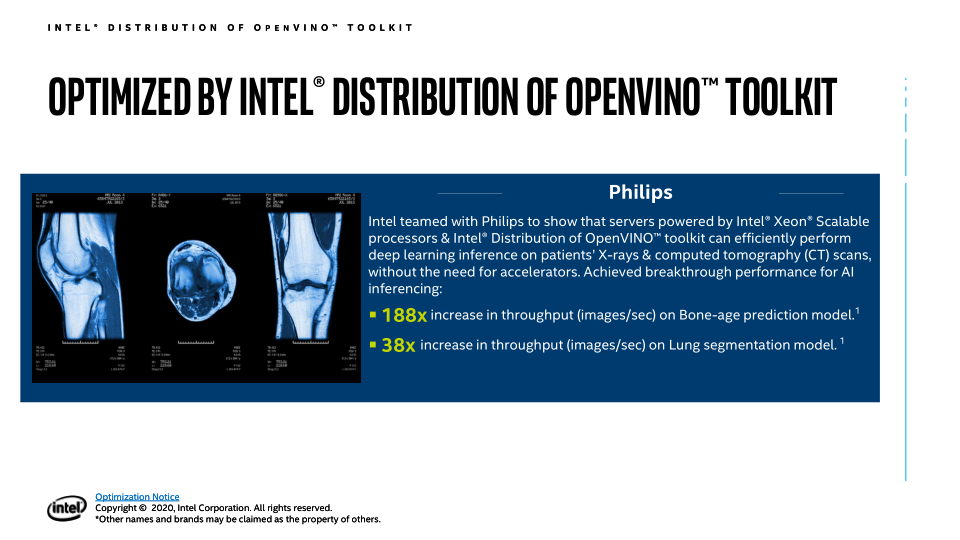 INTEL® DISTRIBUTION OF OPENVINO™ TOOLKIT
OPTIMIZED BY INTEL® DISTRIBUTION OF OPENVINO™ TOOLKIT
Philips
Intel teamed with Philips to show that servers powered by Intel® Xeon® Scalable
processors & Intel® Distribution of OpenVINO™ toolkit can efficiently perform
deep learning inference on patients’ X-rays & computed tomography (CT) scans,
without the need for accelerators. Achieved breakthrough performance for AI
inferencing:
▪ 188x increase in throughput (images/sec) on Bone-age prediction model.¹
▪ 38x increase in throughput (images/sec) on Lung segmentation model. ¹
intel
Optimization Notice
Copyright © 2020, Intel Corporation. All rights reserved.
*Other names and brands may be claimed as the property of others.